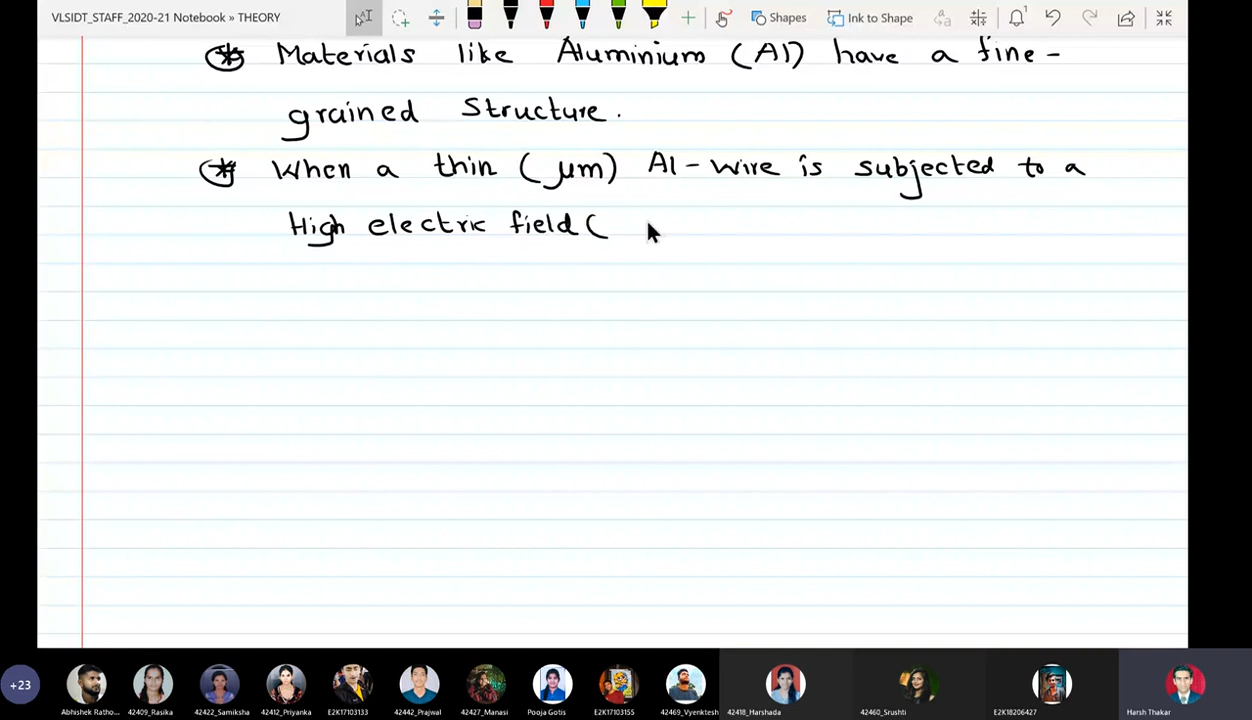 VLSIDT_STAFF_2020-21 Notebook » THEORY
Shapes
Ink to Shape
Materials like Aluminium (Al) have a fine-
grained Structure.
When a thin (μm) Al-wire is subjected to a
High electric field (
+23
Abhishek Ratho...
42409_Rasika
42422_Samiksha
42412_Priyanka
E2K17103133
42442_Prajwal
42427_Manasi
Pooja Gotis
E2K17103155
42469_Vyenktesh
42418_Harshada
42460_Srushti
E2K18206427
Harsh Thakar